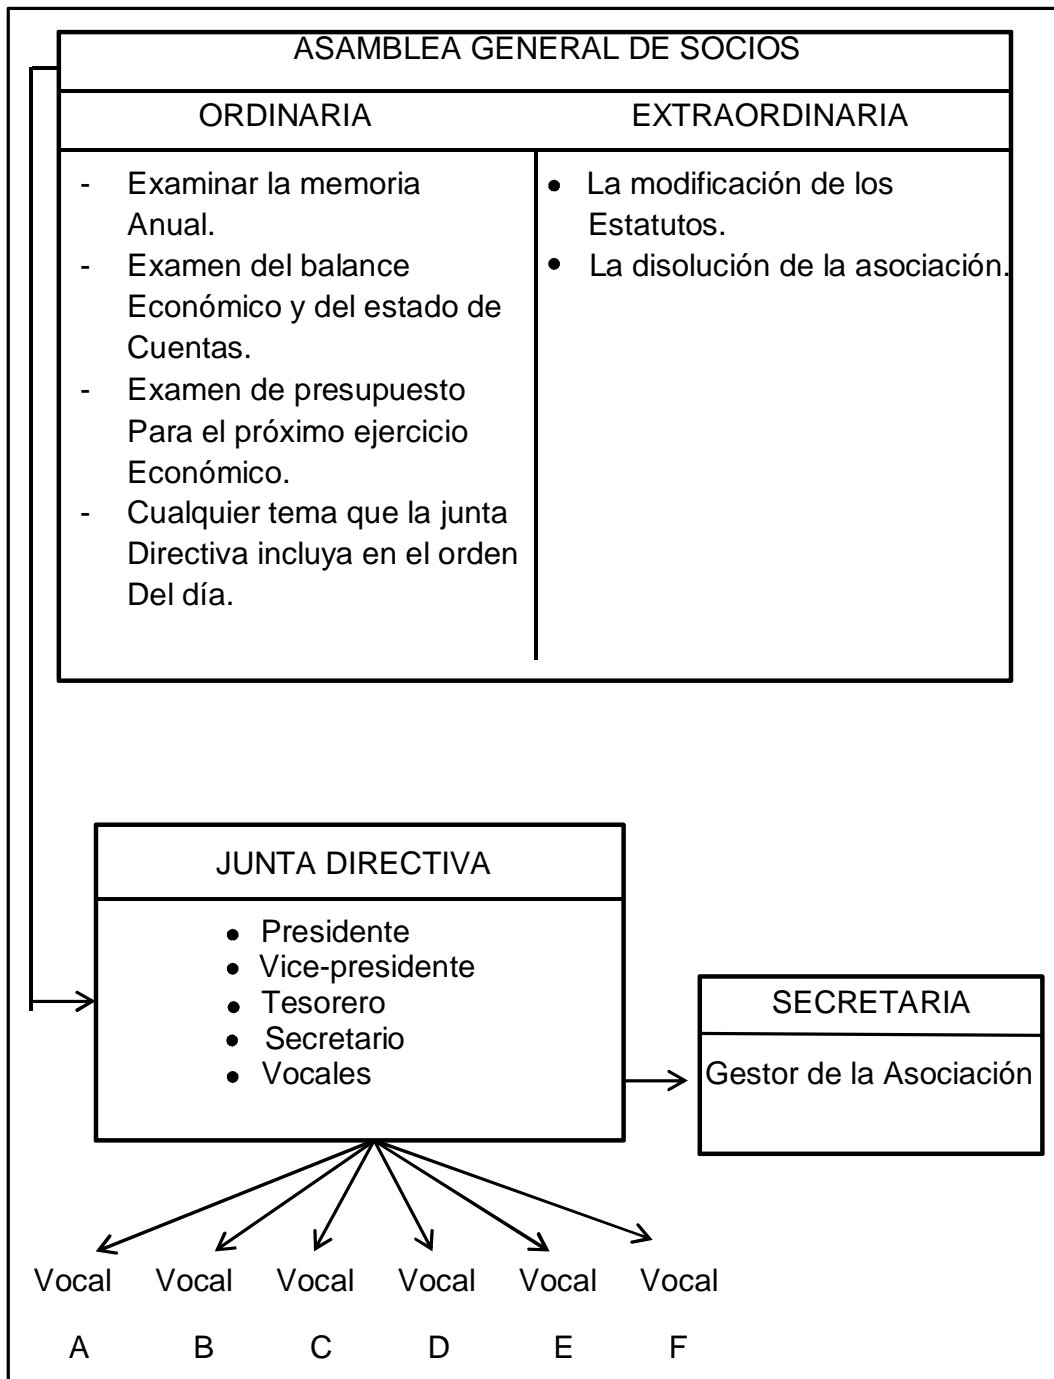 ASAMBLEA GENERAL DE SOCIOS
ORDINARIA
- Examinar la memoria
Anual.
- Examen del balance
Económico y del estado de
Cuentas.
- Examen de presupuesto
Para el próximo ejercicio
Económico.
- Cualquier tema que la junta
Directiva incluya en el orden
Del día.
EXTRAORDINARIA
● La modificación de los
Estatutos.
● La disolución de la asociación.
JUNTA DIRECTIVA
● Presidente
● Vice-presidente
● Tesorero
● Secretario
● Vocales
SECRETARIA
Gestor de la Asociación
Vocal Vocal Vocal Vocal Vocal Vocal
A B C D E F